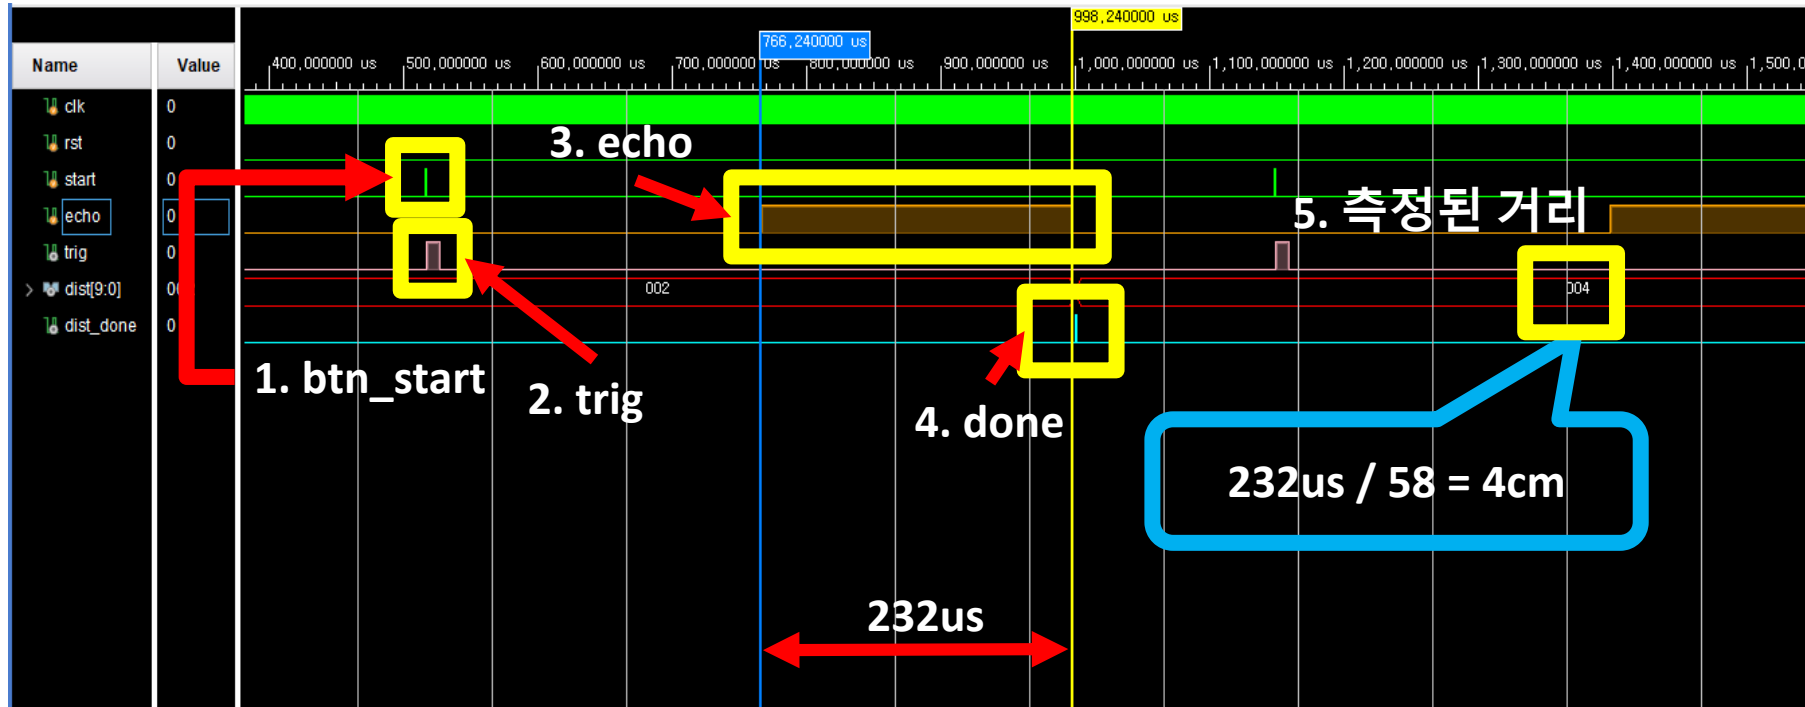 998,240000 us
766,240000 us
Name
Value
400,000000 us
500,000000 us
600,000000 us
700,000000 us
800,000000 us
900,000000 us
1,000,000000 us
1,100,000000 us
1,200,000000 us
1,300,000000 us
1,400,000000 us
1,500,0
clk
0
rst
0
start
0
echo
0
trig
0
dist[9:0]
00
dist_done
0
3. echo
5. 측정된 거리
002
004
1. btn_start
2. trig
4. done
232us / 58 = 4cm
232us